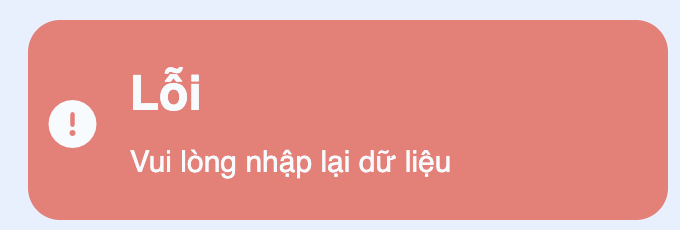 Lỗi
Vui lòng nhập lại dữ liệu